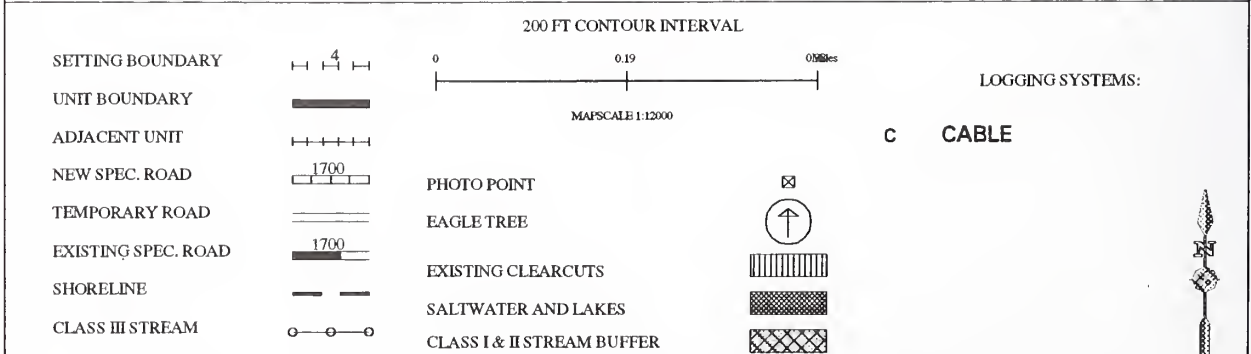 200 FT CONTOUR INTERVAL
SETTING BOUNDARY 4
UNIT BOUNDARY
ADJACENT UNIT
NEW SPEC. ROAD 1700
TEMPORARY ROAD
EXISTING SPEC. ROAD 1700
SHORELINE
CLASS III STREAM
0 0.19
MAPSCALE 1:12000
PHOTO POINT
EAGLE TREE
EXISTING CLEARCUTS
SALTWATER AND LAKES
CLASS I & II STREAM BUFFER
LOGGING SYSTEMS:
C CABLE
N